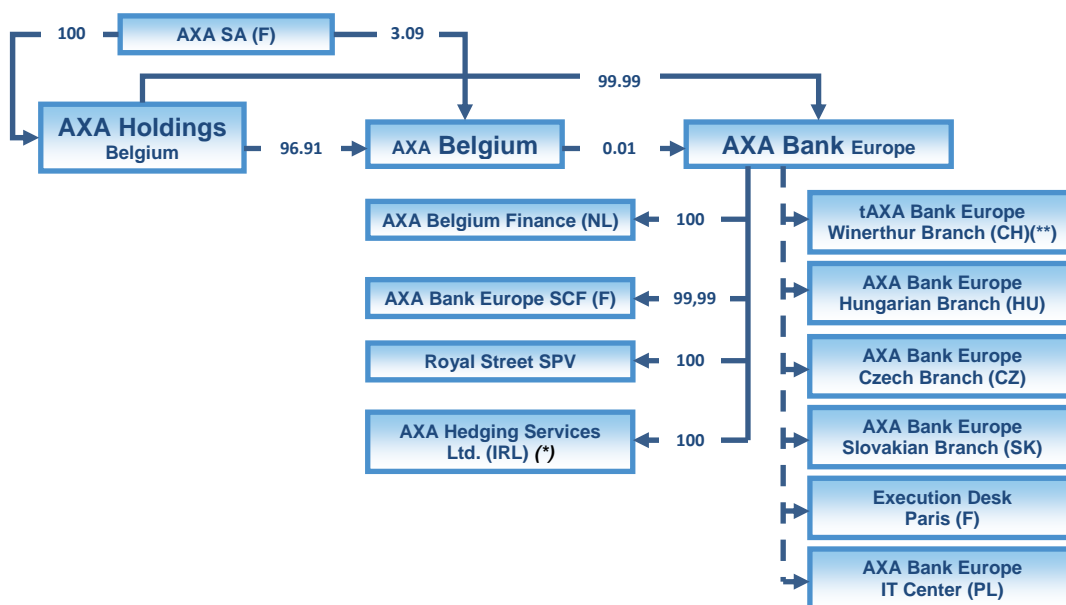 100
AXA SA (F)
3.09
99.99
AXA Holdings
Belgium
96.91
AXA Belgium
0.01
AXA Bank Europe
AXA Belgium Finance (NL)
100
tAXA Bank Europe
Winerthur Branch (CH)(**)
AXA Bank Europe SCF (F)
99,99
AXA Bank Europe
Hungarian Branch (HU)
Royal Street SPV
100
AXA Bank Europe
Czech Branch (CZ)
AXA Hedging Services
Ltd. (IRL) (*)
100
AXA Bank Europe
Slovakian Branch (SK)
Execution Desk
Paris (F)
AXA Bank Europe
IT Center (PL)